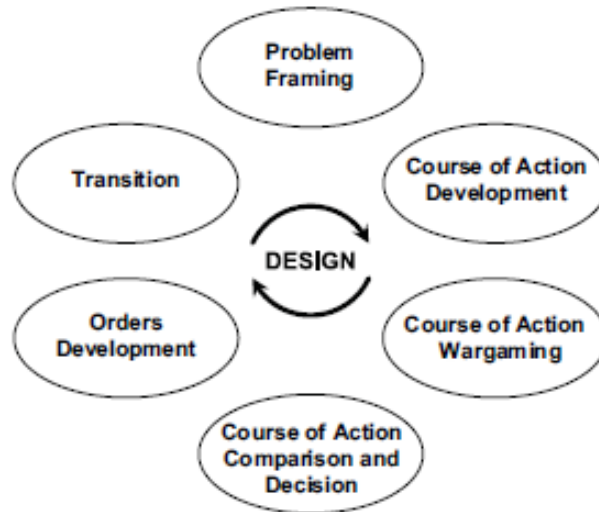 Problem
Framing
Transition
Course of Action
Development
DESIGN
Orders
Development
Course of Action
Wargaming
Course of Action
Comparison and
Decision